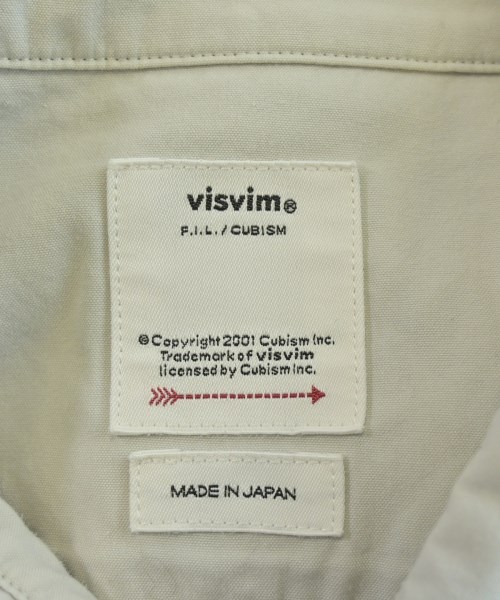 visvim®
F.I.L. / CUBISM
©Copyright 2001 Cubism Inc.
Trademark of visvim
licensed by Cubism Inc.
MADE IN JAPAN